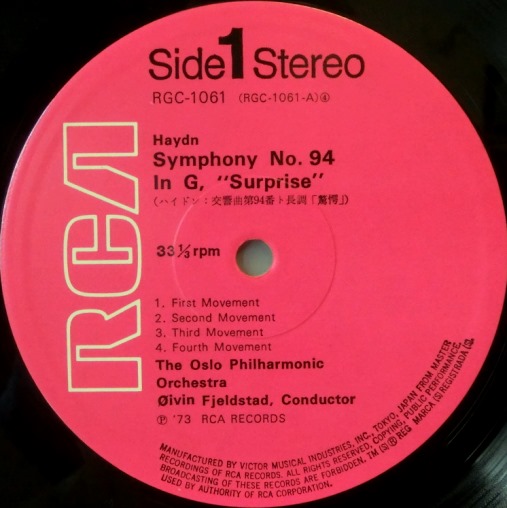 Side 1 Stereo
RGC-1061 (RGC-1061-A)④
Haydn
Symphony No. 94
In G, "Surprise"
(ハイドン：交響曲第94番ト長調「驚愕」)
33⅓ rpm
1. First Movement
2. Second Movement
3. Third Movement
4. Fourth Movement
The Oslo Philharmonic
Orchestra
Øivin Fjeldstad, Conductor
Ⓟ '73 RCA RECORDS
RCA
MANUFACTURED BY VICTOR MUSICAL INDUSTRIES, INC., TOKYO, JAPAN FROM MASTER
RECORDINGS OF RCA RECORDS. ALL RIGHTS RESERVED, COPYING, PUBLIC PERFORMANCE,
BROADCASTING OF THESE RECORDS ARE FORBIDDEN. TM(S)® REG MARCA(S) REGISTRADA(S).
USED BY AUTHORITY OF RCA CORPORATION.